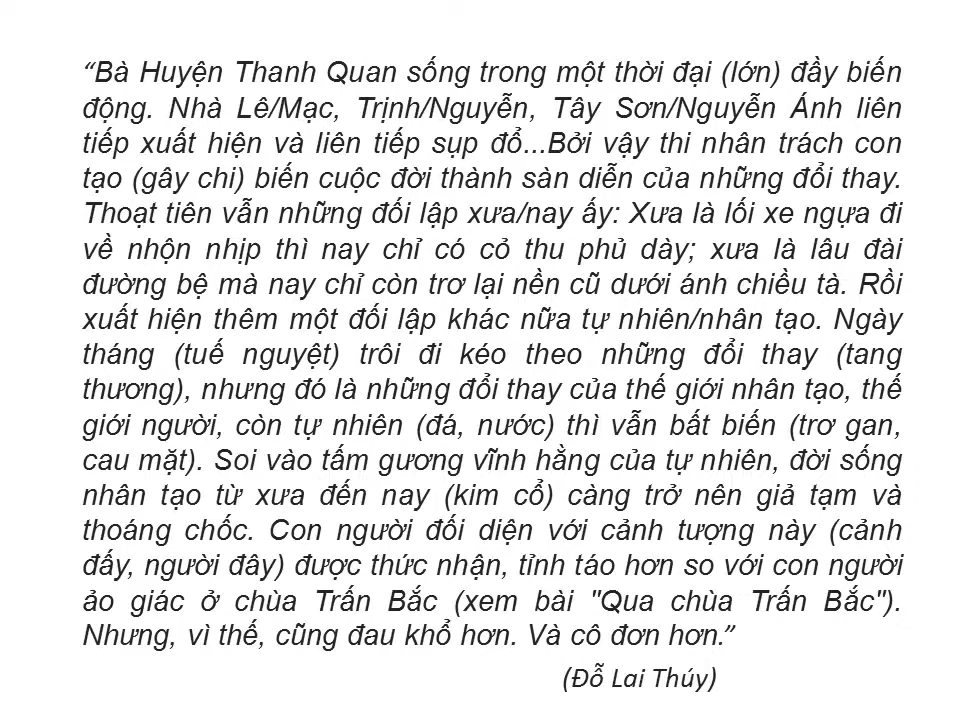 “Bà Huyện Thanh Quan sống trong một thời đại (lớn) đầy biến
động. Nhà Lê/Mạc, Trịnh/Nguyễn, Tây Sơn/Nguyễn Ánh liên
tiếp xuất hiện và liên tiếp sụp đổ...Bởi vậy thi nhân trách con
tạo (gây chi) biến cuộc đời thành sàn diễn của những đổi thay.
Thoạt tiên vẫn những đối lập xưa/nay ấy: Xưa là lối xe ngựa đi
về nhộn nhịp thì nay chỉ có cỏ thu phủ dày; xưa là lâu đài
đường bệ mà nay chỉ còn trơ lại nền cũ dưới ánh chiều tà. Rồi
xuất hiện thêm một đối lập khác nữa tự nhiên/nhân tạo. Ngày
tháng (tuế nguyệt) trôi đi kéo theo những đổi thay (tang
thương), nhưng đó là những đổi thay của thế giới nhân tạo, thế
giới người, còn tự nhiên (đá, nước) thì vẫn bất biến (trơ gan,
cau mặt). Soi vào tấm gương vĩnh hằng của tự nhiên, đời sống
nhân tạo từ xưa đến nay (kim cổ) càng trở nên giả tạm và
thoáng chốc. Con người đối diện với cảnh tượng này (cảnh
đấy, người đây) được thức nhận, tỉnh táo hơn so với con người
ảo giác ở chùa Trấn Bắc (xem bài "Qua chùa Trấn Bắc").
Nhưng, vì thế, cũng đau khổ hơn. Và cô đơn hơn.”
(Đỗ Lai Thúy)